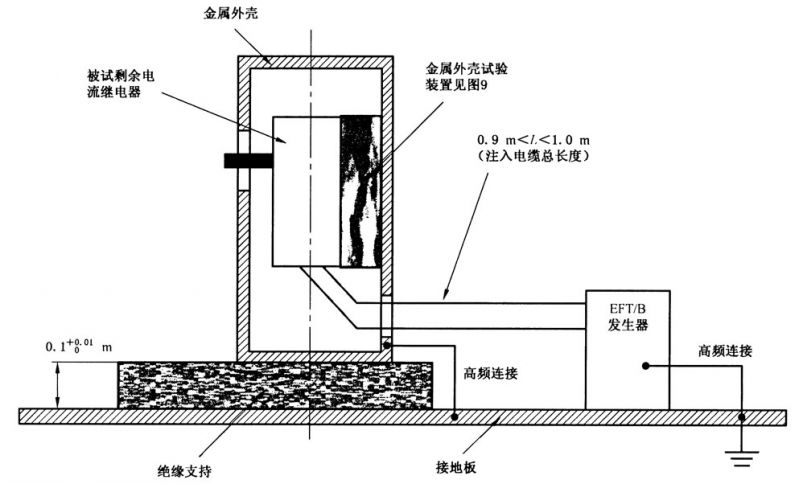 金属外壳
被试剩余电
流继电器
金属外壳试验
装置见图9
0.9 m<L<1.0 m
(注入电缆总长度)
EFT/B
发生器
0.1+0.01 0 m
高频连接
高频连接
绝缘支持
接地板